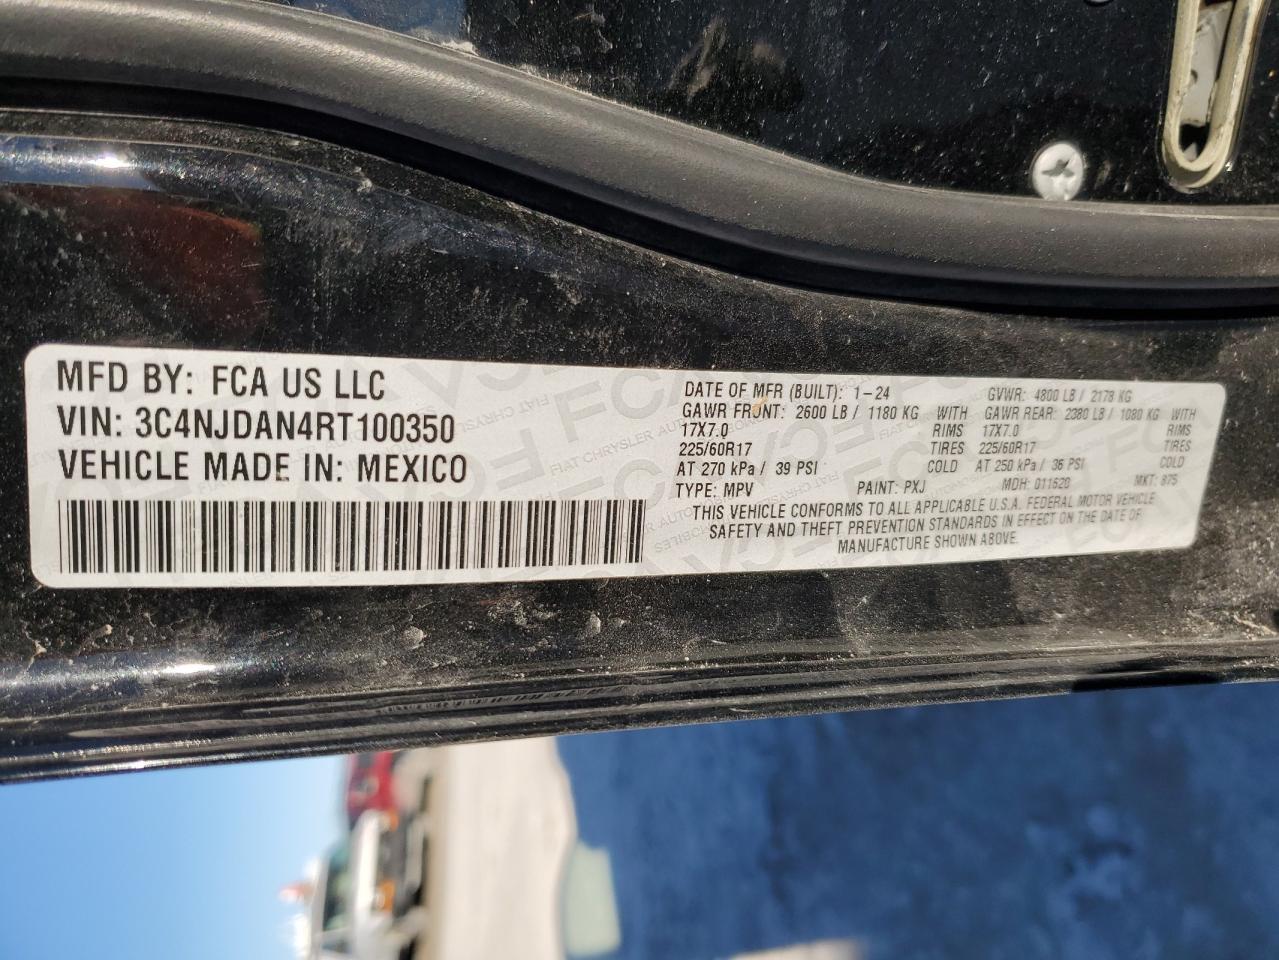 MFD BY: FCA US LLC
VIN: 3C4NJDAN4RT100350
VEHICLE MADE IN: MEXICO
DATE OF MFR (BUILT): 1-24 GVWR: 4800 LB / 2178 KG
GAWR FRONT: 2600 LB / 1180 KG WITH GAWR REAR: 2380 LB / 1080 KG WITH
17X7.0 RIMS 17X7.0 RIMS
225/60R17 TIRES 225/60R17 TIRES
AT 270 kPa / 39 PSI COLD AT 250 kPa / 36 PSI COLD
TYPE: MPV PAINT: PXJ MDH: 011620 MKT: 875
THIS VEHICLE CONFORMS TO ALL APPLICABLE U.S.A. FEDERAL MOTOR VEHICLE
SAFETY AND THEFT PREVENTION STANDARDS IN EFFECT ON THE DATE OF
MANUFACTURE SHOWN ABOVE.